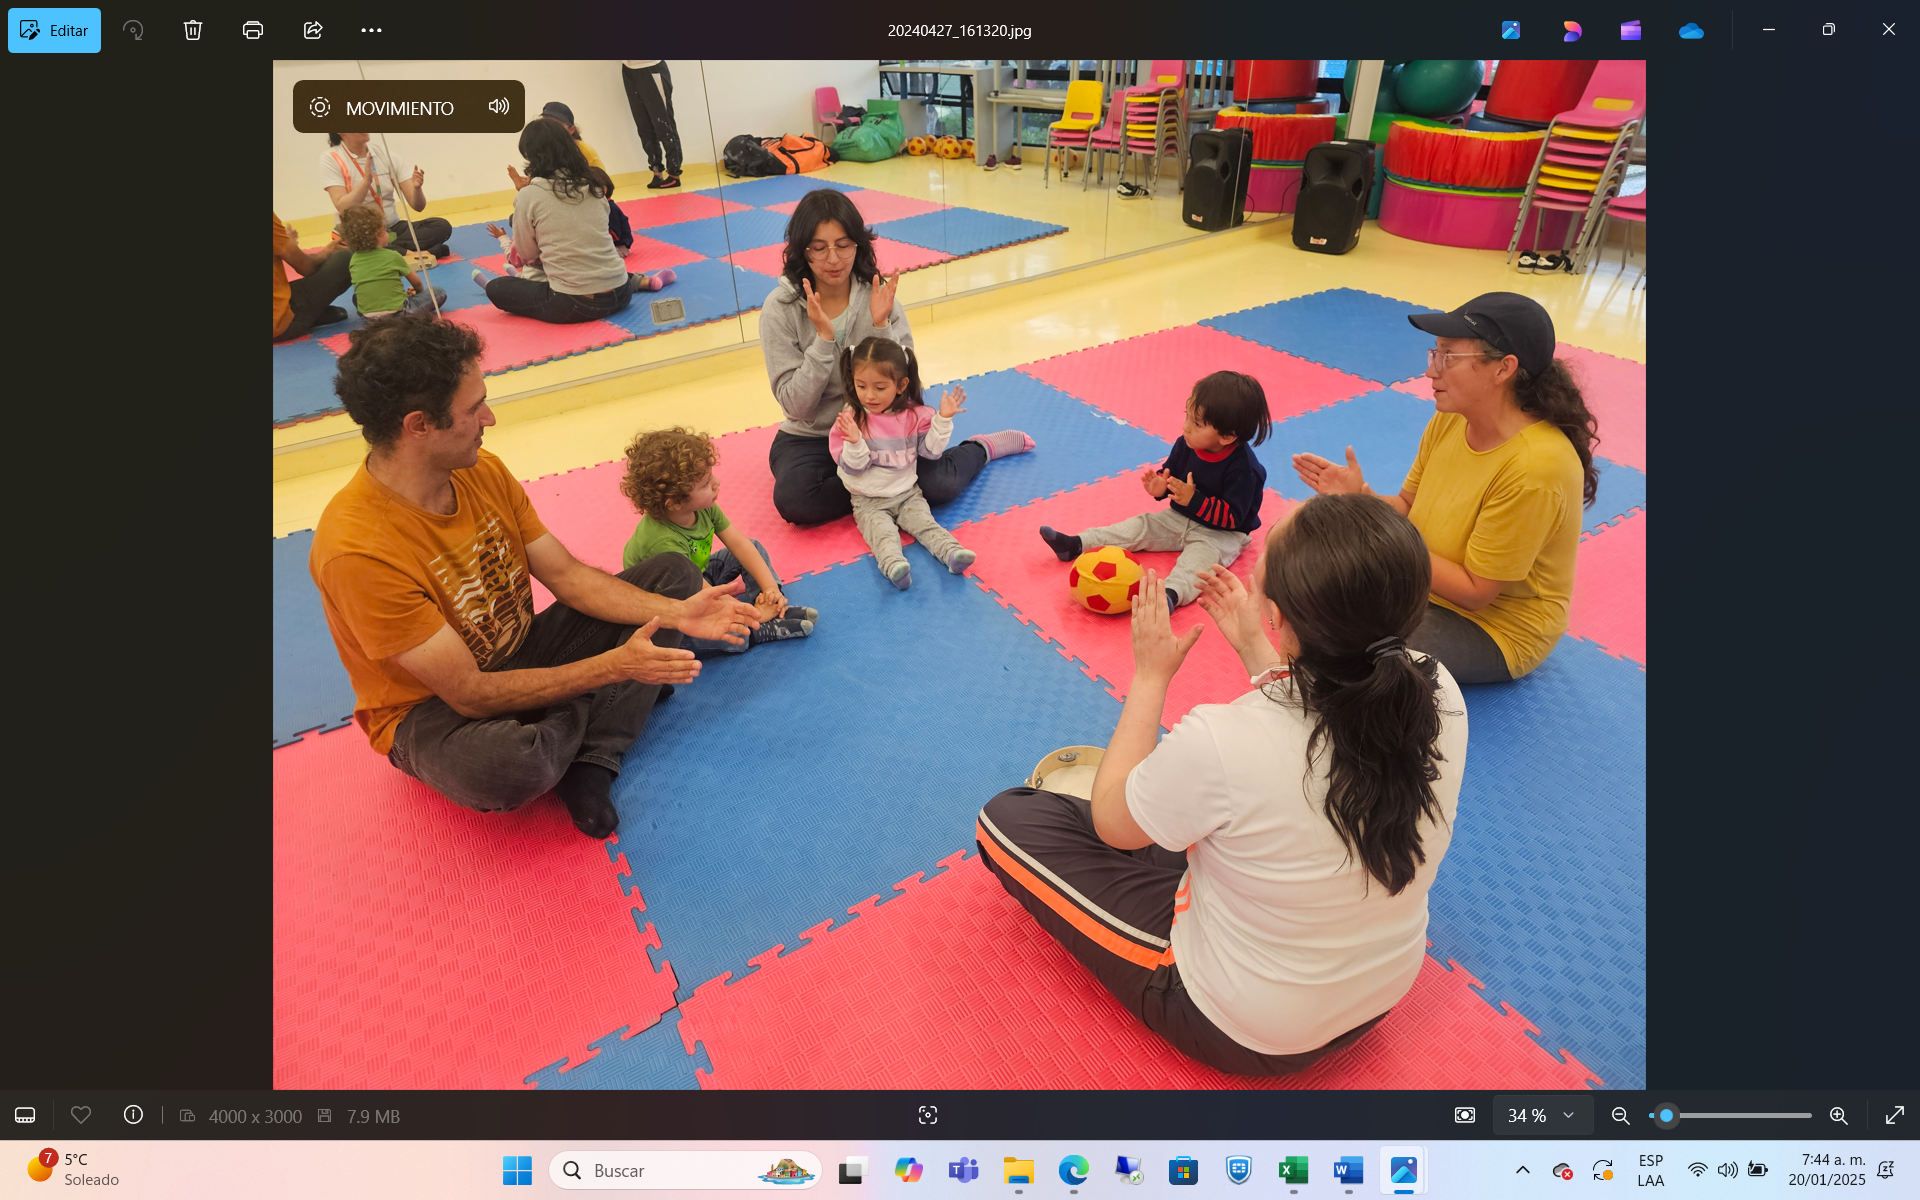 Editar
20240427_161320.jpg
MOVIMIENTO
4000 x 3000
7.9 MB
34 %
7
5°C
Soleado
Buscar
ESP
LAA
7:44 a. m.
20/01/2025